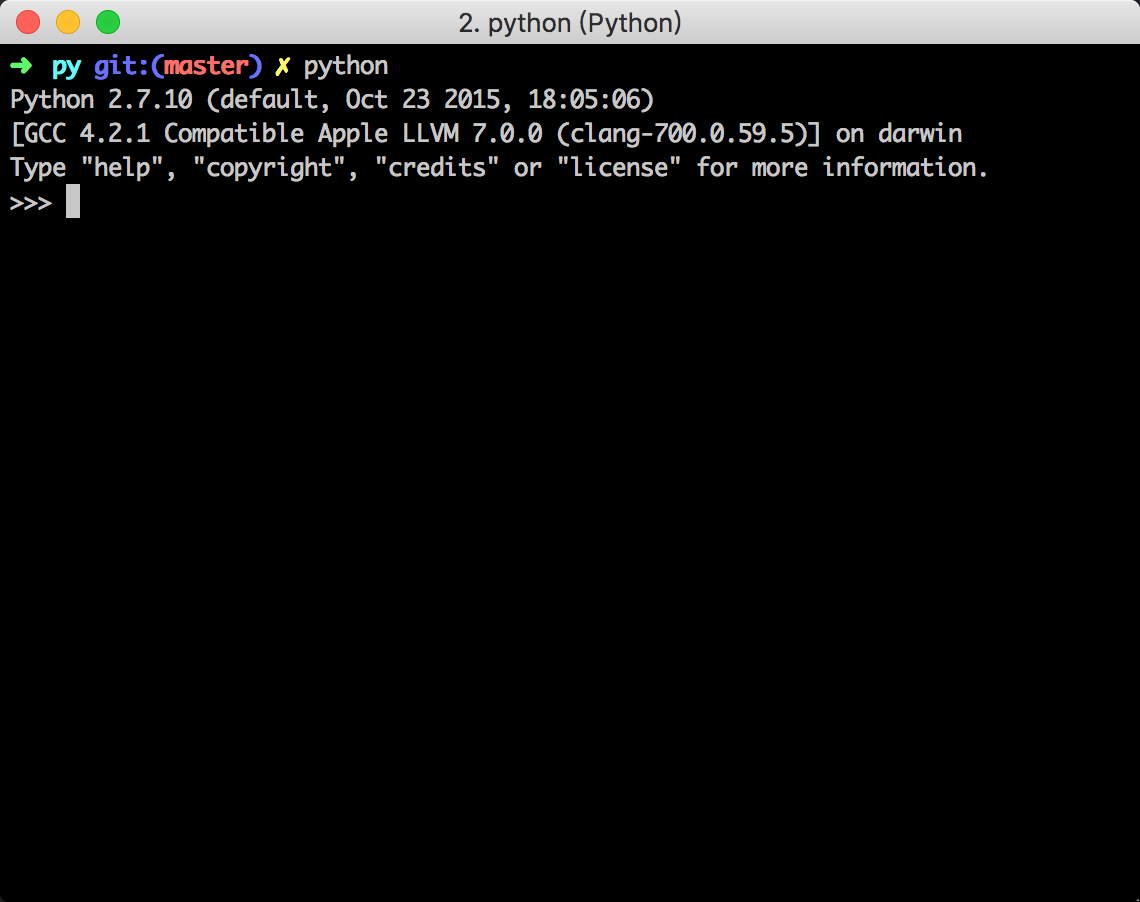 2. python (Python)
➜ py git:(master) ✗ python
Python 2.7.10 (default, Oct 23 2015, 18:05:06)
[GCC 4.2.1 Compatible Apple LLVM 7.0.0 (clang-700.0.59.5)] on darwin
Type "help", "copyright", "credits" or "license" for more information.
>>>